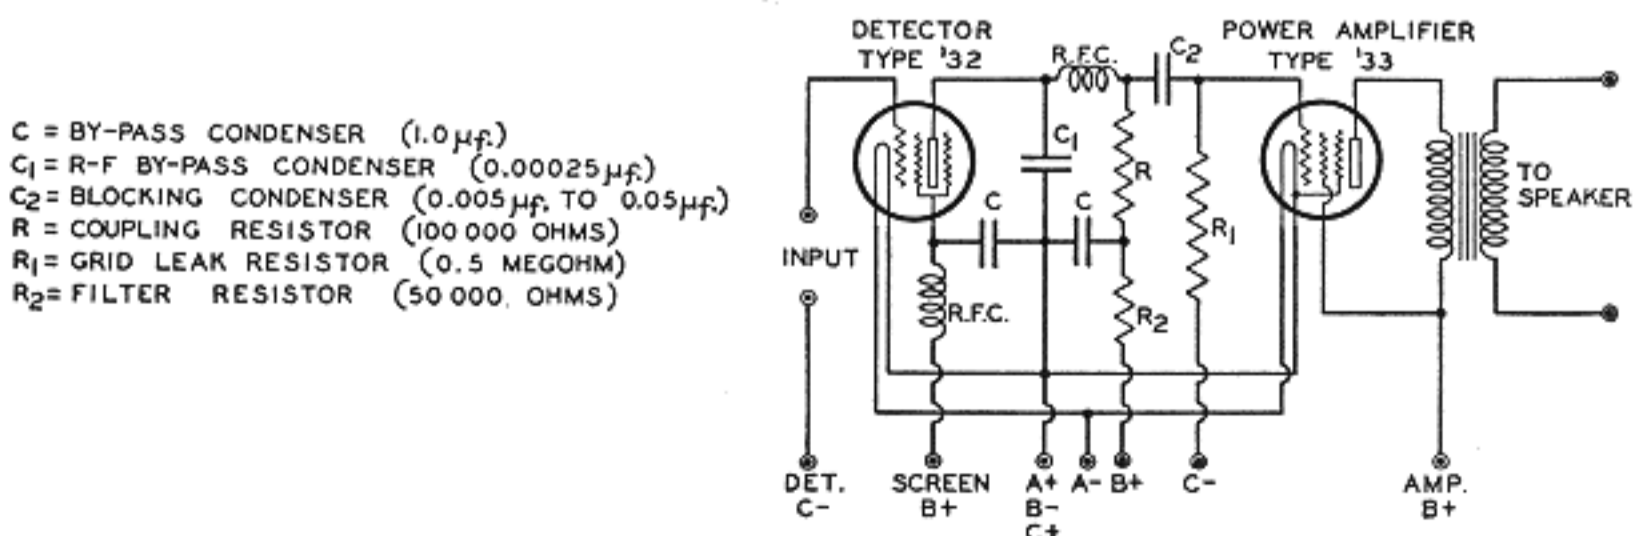 C = BY-PASS CONDENSER (1.0 μf.)
C1 = R-F BY-PASS CONDENSER (0.00025 μf.)
C2 = BLOCKING CONDENSER (0.005 μf. TO 0.05 μf.)
R = COUPLING RESISTOR (100 000 OHMS)
R1 = GRID LEAK RESISTOR (0.5 MEGOHM)
R2 = FILTER RESISTOR (50 000. OHMS)
DETECTOR
TYPE '32
R.F.C.
C2
POWER AMPLIFIER
TYPE '33
C1
R
C
C
R1
INPUT
R.F.C.
R2
TO
SPEAKER
DET.
C-
SCREEN
B+
A+
B-
C+
A-
B+
C-
AMP.
B+